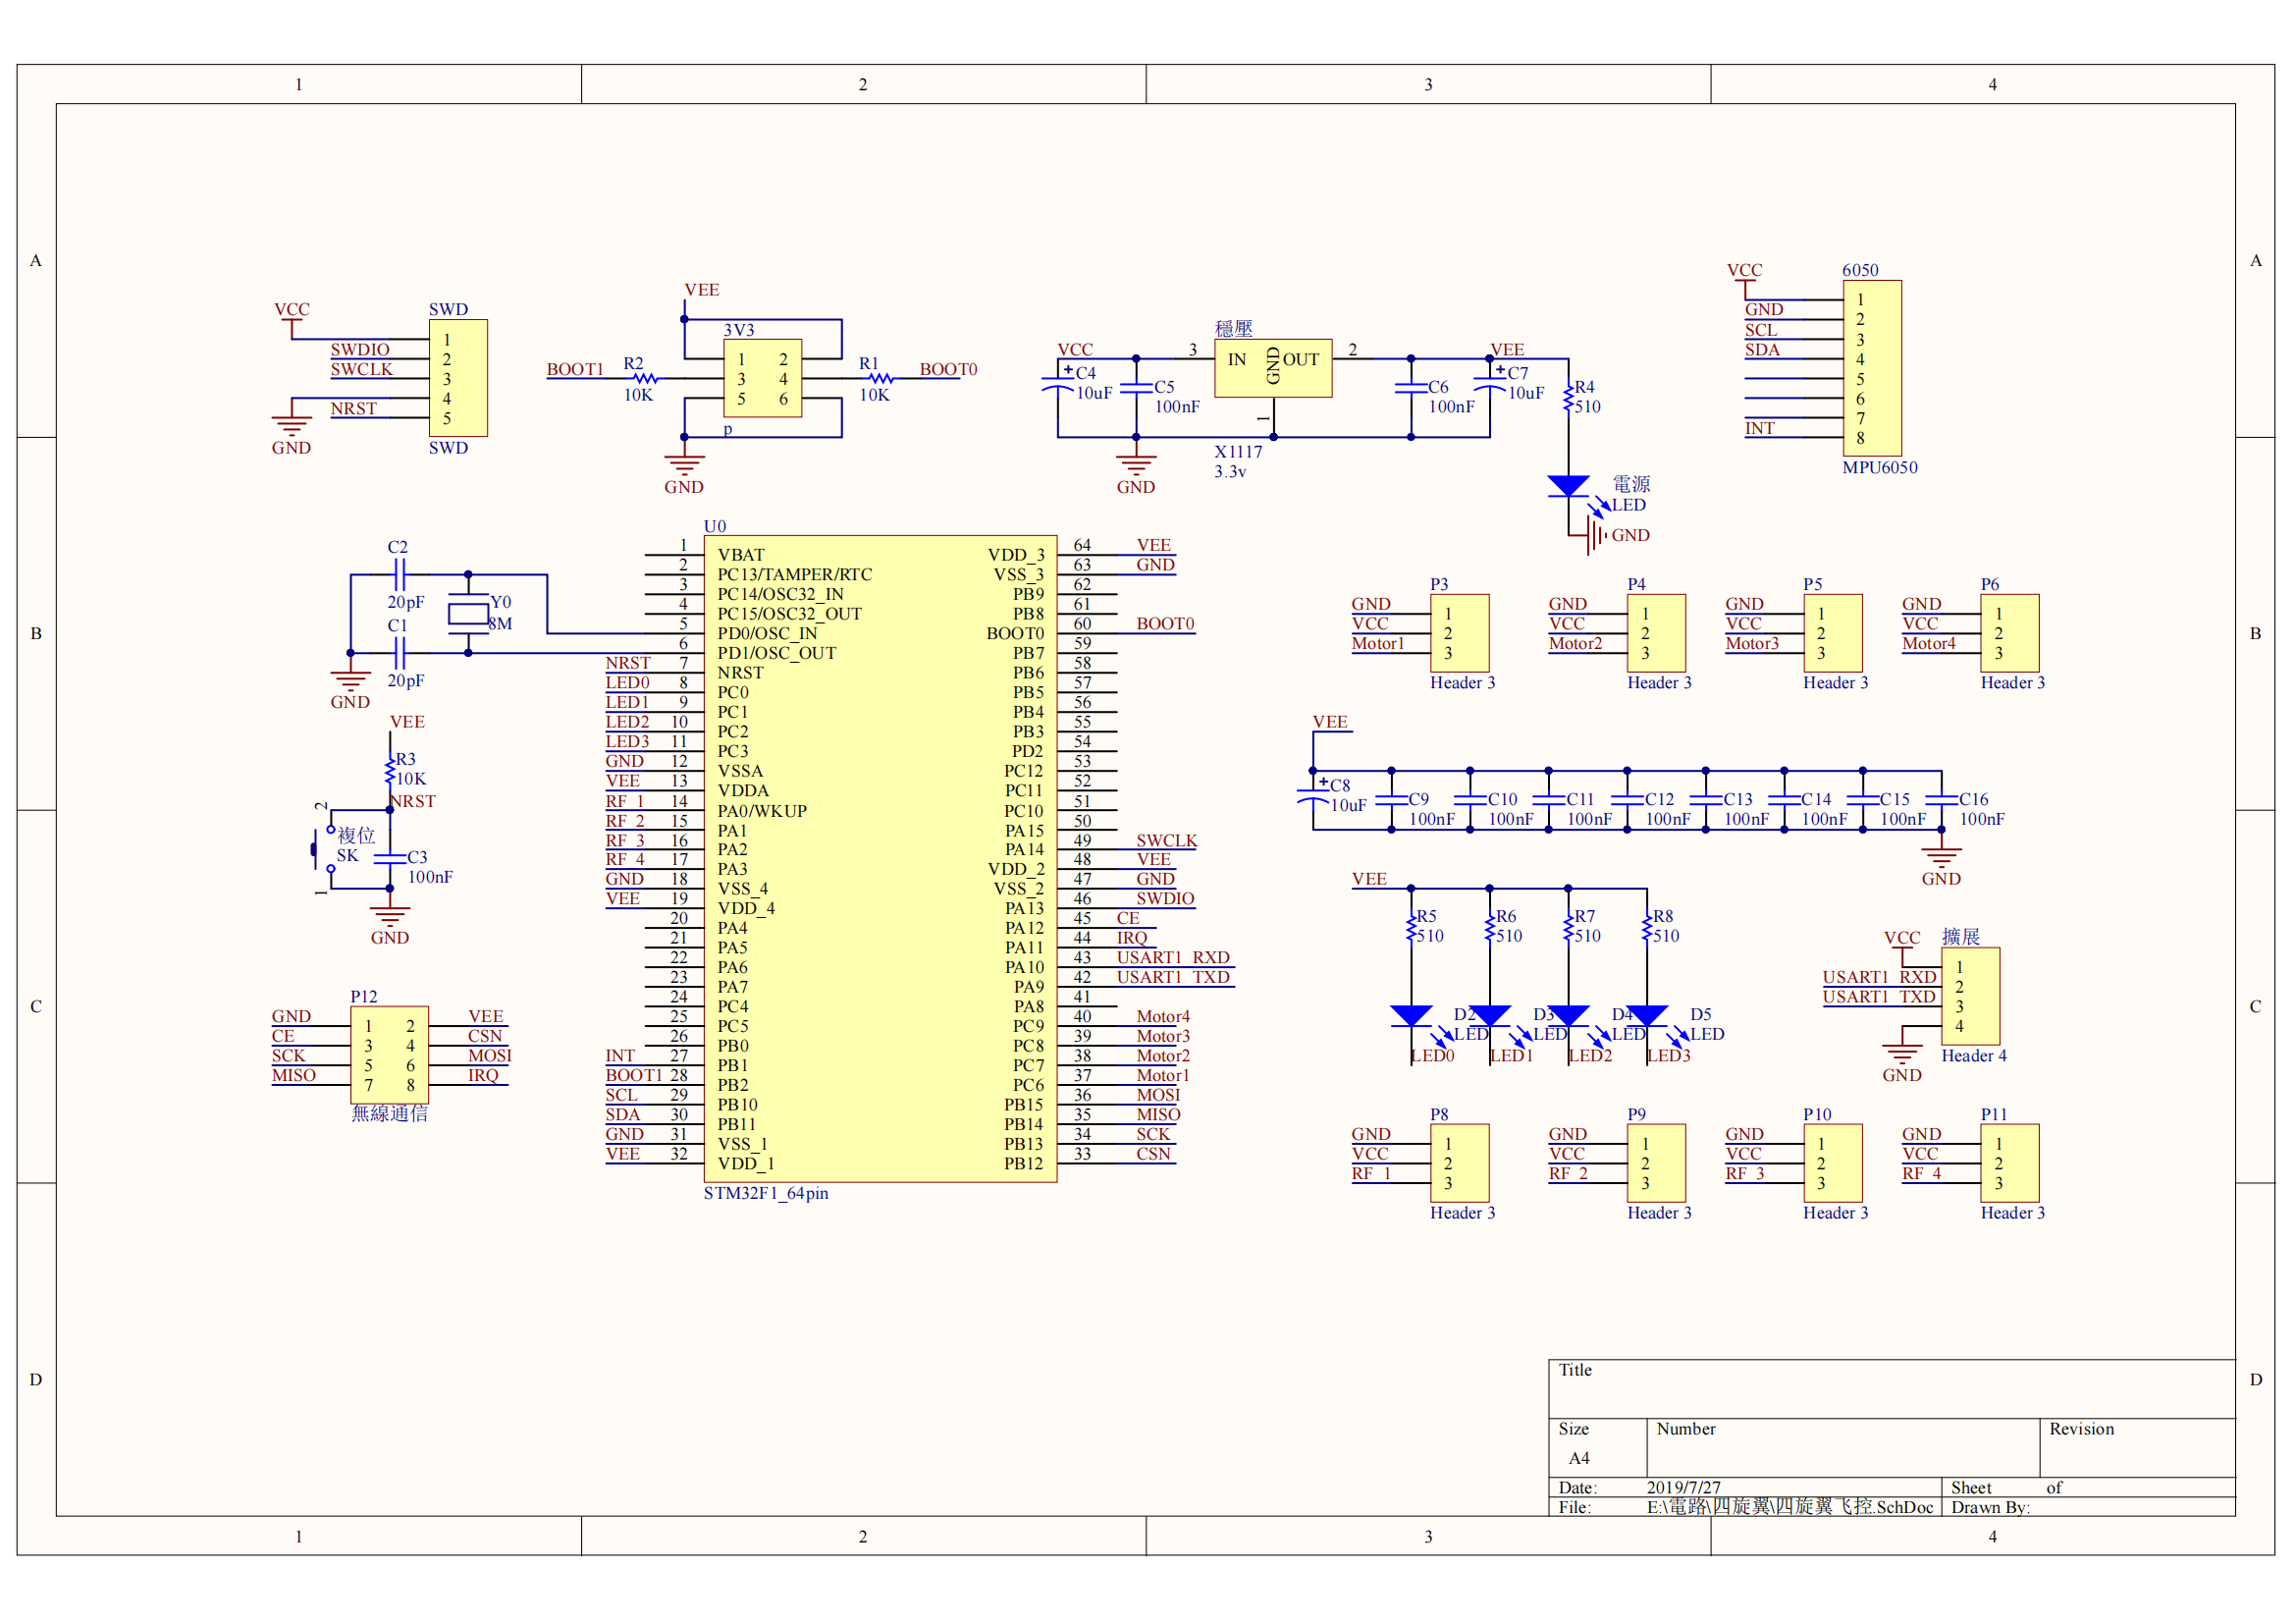 1 2 3 4
A A
B B
C C
D D
VCC
SWD
SWDIO
SWCLK
NRST
GND
1
2
3
4
5
SWD
VEE
3V3
BOOT1
R2
10K
1 2
3 4
5 6
R1
10K
BOOT0
p
GND
穩壓
VCC
3
IN GND OUT
2
VEE
1
C4
10uF
C5
100nF
C6
100nF
C7
10uF
R4
510
GND
X1117
3.3v
電源
LED
GND
VCC
6050
GND
SCL
SDA
INT
1
2
3
4
5
6
7
8
MPU6050
C2
20pF
C1
20pF
Y0
8M
GND
VEE
R3
10K
NRST
2
複位
SK
1
C3
100nF
GND
P12
GND 1 2 VEE
CE 3 4 CSN
SCK 5 6 MOSI
MISO 7 8 IRQ
無線通信
U0
1 VBAT VDD_3 64 VEE
2 PC13/TAMPER/RTC VSS_3 63 GND
3 PC14/OSC32_IN PB9 62
4 PC15/OSC32_OUT PB8 61
5 PD0/OSC_IN BOOT0 60 BOOT0
6 PD1/OSC_OUT PB7 59
NRST 7 NRST PB6 58
LED0 8 PC0 PB5 57
LED1 9 PC1 PB4 56
LED2 10 PC2 PB3 55
LED3 11 PC3 PD2 54
GND 12 VSSA PC12 53
VEE 13 VDDA PC11 52
RF_1 14 PA0/WKUP PC10 51
RF_2 15 PA1 PA15 50
RF_3 16 PA2 PA14 49 SWCLK
RF_4 17 PA3 VDD_2 48 VEE
GND 18 VSS_4 VSS_2 47 GND
VEE 19 VDD_4 PA13 46 SWDIO
20 PA4 PA12 45 CE
21 PA5 PA11 44 IRQ
22 PA6 PA10 43 USART1_RXD
23 PA7 PA9 42 USART1_TXD
24 PC4 PA8 41
25 PC5 PC9 40 Motor4
26 PB0 PC8 39 Motor3
INT 27 PB1 PC7 38 Motor2
BOOT1 28 PB2 PC6 37 Motor1
SCL 29 PB10 PB15 36 MOSI
SDA 30 PB11 PB14 35 MISO
GND 31 VSS_1 PB13 34 SCK
VEE 32 VDD_1 PB12 33 CSN
STM32F1_64pin
P3 P4 P5 P6
GND 1 GND 1 GND 1 GND 1
VCC 2 VCC 2 VCC 2 VCC 2
Motor1 3 Motor2 3 Motor3 3 Motor4 3
Header 3 Header 3 Header 3 Header 3
VEE
C8 C9 C10 C11 C12 C13 C14 C15 C16
10uF 100nF 100nF 100nF 100nF 100nF 100nF 100nF 100nF
GND
VEE
R5 R6 R7 R8
510 510 510 510
D2 D3 D4 D5
LED LED LED LED
LED0 LED1 LED2 LED3
VCC
擴展
1
USART1_RXD 2
USART1_TXD 3
4
Header 4
GND
P8 P9 P10 P11
GND 1 GND 1 GND 1 GND 1
VCC 2 VCC 2 VCC 2 VCC 2
RF_1 3 RF_2 3 RF_3 3 RF_4 3
Header 3 Header 3 Header 3 Header 3
Title
Size Number Revision
A4
Date: 2019/7/27 Sheet of
File: E:\電路\四旋翼\四旋翼飞控.SchDoc Drawn By:
1 2 3 4